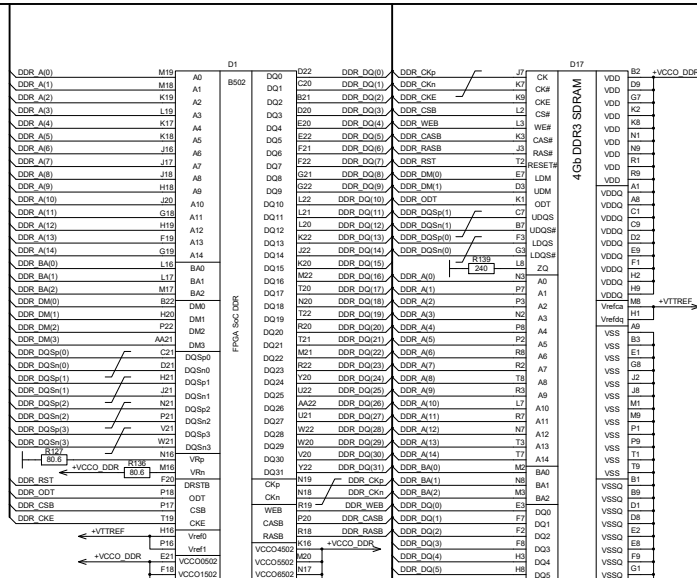 D1
D17
B502
FPGA SoC DDR
4Gb DDR3 SDRAM
DDR_A(0) M19 A0
DDR_A(1) M18 A1
DDR_A(2) K19 A2
DDR_A(3) L19 A3
DDR_A(4) K17 A4
DDR_A(5) K18 A5
DDR_A(6) J16 A6
DDR_A(7) J17 A7
DDR_A(8) J18 A8
DDR_A(9) H18 A9
DDR_A(10) J20 A10
DDR_A(11) G18 A11
DDR_A(12) H19 A12
DDR_A(13) F19 A13
DDR_A(14) G19 A14
DDR_BA(0) L16 BA0
DDR_BA(1) L17 BA1
DDR_BA(2) M17 BA2
DDR_DM(0) B22 DM0
DDR_DM(1) H20 DM1
DDR_DM(2) P22 DM2
DDR_DM(3) AA21 DM3
DDR_DQSp(0) C21 DQSp0
DDR_DQSn(0) D21 DQSn0
DDR_DQSp(1) H21 DQSp1
DDR_DQSn(1) J21 DQSn1
DDR_DQSp(2) N21 DQSp2
DDR_DQSn(2) P21 DQSn2
DDR_DQSp(3) V21 DQSp3
DDR_DQSn(3) W21 DQSn3
R127 80.6 N16 VRp
+VCCO_DDR R136 80.6 M16 VRn
DDR_RST F20 DRSTB
DDR_ODT P18 ODT
DDR_CSB P17 CSB
DDR_CKE T19 CKE
+VTTREF H16 Vref0
P16 Vref1
+VCCO_DDR E21 VCCO0502
F18 VCCO1502
DQ0 D22 DDR_DQ(0)
DQ1 C20 DDR_DQ(1)
DQ2 B21 DDR_DQ(2)
DQ3 D20 DDR_DQ(3)
DQ4 E20 DDR_DQ(4)
DQ5 E22 DDR_DQ(5)
DQ6 F21 DDR_DQ(6)
DQ7 F22 DDR_DQ(7)
DQ8 G21 DDR_DQ(8)
DQ9 G22 DDR_DQ(9)
DQ10 L22 DDR_DQ(10)
DQ11 L21 DDR_DQ(11)
DQ12 L20 DDR_DQ(12)
DQ13 K22 DDR_DQ(13)
DQ14 J22 DDR_DQ(14)
DQ15 K20 DDR_DQ(15)
DQ16 M22 DDR_DQ(16)
DQ17 T20 DDR_DQ(17)
DQ18 N20 DDR_DQ(18)
DQ19 T22 DDR_DQ(19)
DQ20 R20 DDR_DQ(20)
DQ21 T21 DDR_DQ(21)
DQ22 M21 DDR_DQ(22)
DQ23 R22 DDR_DQ(23)
DQ24 Y20 DDR_DQ(24)
DQ25 U22 DDR_DQ(25)
DQ26 AA22 DDR_DQ(26)
DQ27 U21 DDR_DQ(27)
DQ28 W22 DDR_DQ(28)
DQ29 W20 DDR_DQ(29)
DQ30 V20 DDR_DQ(30)
DQ31 Y22 DDR_DQ(31)
CKp N19 DDR_CKp
CKn N18 DDR_CKn
WEB R19 DDR_WEB
CASB P20 DDR_CASB
RASB R18 DDR_RASB
VCCO4502 K16 +VCCO_DDR
VCCO5502 M20
VCCO6502 N17
DDR_CKp J7 CK
DDR_CKn K7 CK#
DDR_CKE K9 CKE
DDR_CSB L2 CS#
DDR_WEB L3 WE#
DDR_CASB K3 CAS#
DDR_RASB J3 RAS#
DDR_RST T2 RESET#
DDR_DM(0) E7 LDM
DDR_DM(1) D3 UDM
DDR_ODT K1 ODT
DDR_DQSp(1) C7 UDQS
DDR_DQSn(1) B7 UDQS#
DDR_DQSp(0) F3 LDQS
DDR_DQSn(0) G3 LDQS#
R139 240 L8 ZQ
DDR_A(0) N3 A0
DDR_A(1) P7 A1
DDR_A(2) P3 A2
DDR_A(3) N2 A3
DDR_A(4) P8 A4
DDR_A(5) P2 A5
DDR_A(6) R8 A6
DDR_A(7) R2 A7
DDR_A(8) T8 A8
DDR_A(9) R3 A9
DDR_A(10) L7 A10
DDR_A(11) R7 A11
DDR_A(12) N7 A12
DDR_A(13) T3 A13
DDR_A(14) T7 A14
DDR_BA(0) M2 BA0
DDR_BA(1) N8 BA1
DDR_BA(2) M3 BA2
DDR_DQ(0) E3 DQ0
DDR_DQ(1) F7 DQ1
DDR_DQ(2) F2 DQ2
DDR_DQ(3) F8 DQ3
DDR_DQ(4) H3 DQ4
DDR_DQ(5) H8 DQ5
VDD B2 +VCCO_DDR
VDD D9
VDD G7
VDD K2
VDD K8
VDD N1
VDD N9
VDD R1
VDD R9
VDDQ A1
VDDQ A8
VDDQ C1
VDDQ C9
VDDQ D2
VDDQ E9
VDDQ F1
VDDQ H2
VDDQ H9
Vrefca M8 +VTTREF
Vrefdq H1
VSS A9
VSS B3
VSS E1
VSS G8
VSS J2
VSS J8
VSS M1
VSS M9
VSS P1
VSS P9
VSS T1
VSS T9
VSSQ B1
VSSQ B9
VSSQ D1
VSSQ D8
VSSQ E2
VSSQ E8
VSSQ F9
VSSQ G1